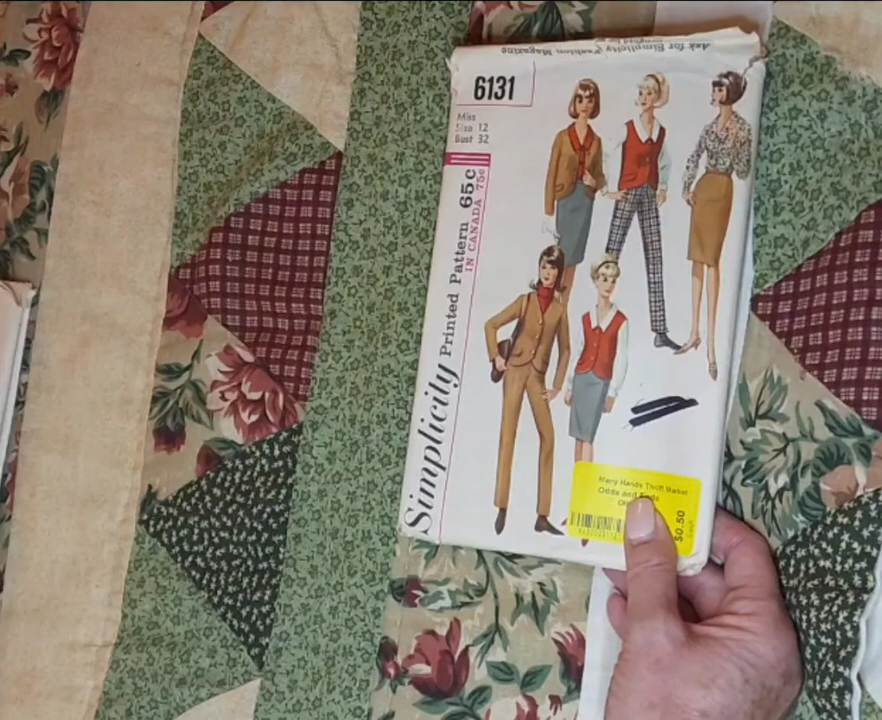 Ask for Simplicity Fashion Magazine
6131
Miss
Size 12
Bust 32
Simplicity Printed Pattern 65c
IN CANADA 75c
Many Hands Thrift Market
Odds and Ends
$0.50